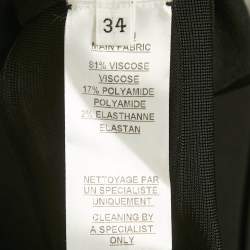 34
MAIN FABRIC
81% VISCOSE
VISCOSE
17% POLYAMIDE
POLYAMIDE
2% ELASTHANNE
ELASTAN
NETTOYAGE PAR
UN SPECIALISTE
UNIQUEMENT
CLEANING BY
A SPECIALIST
ONLY